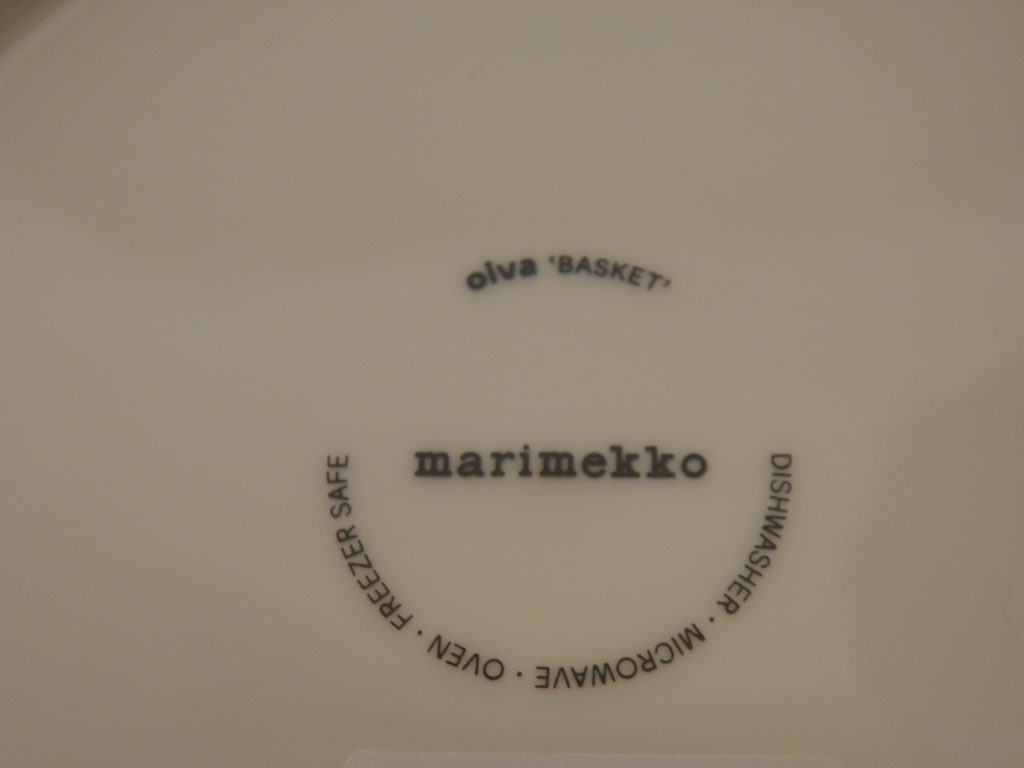 oiva 'BASKET'
marimekko
DISHWASHER · MICROWAVE · OVEN · FREEZER SAFE